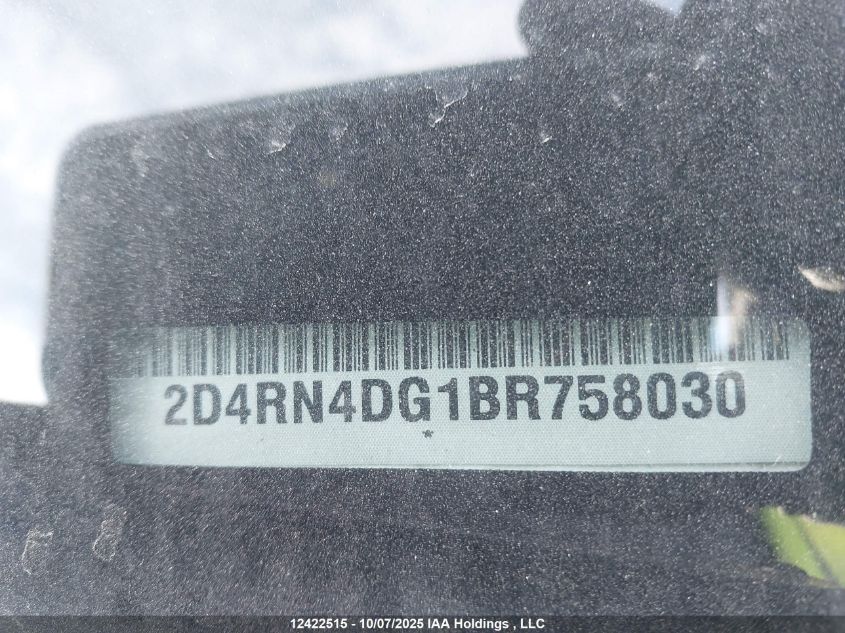 2D4RN4DG1BR758030
*
12422515 - 10/07/2025 IAA Holdings , LLC